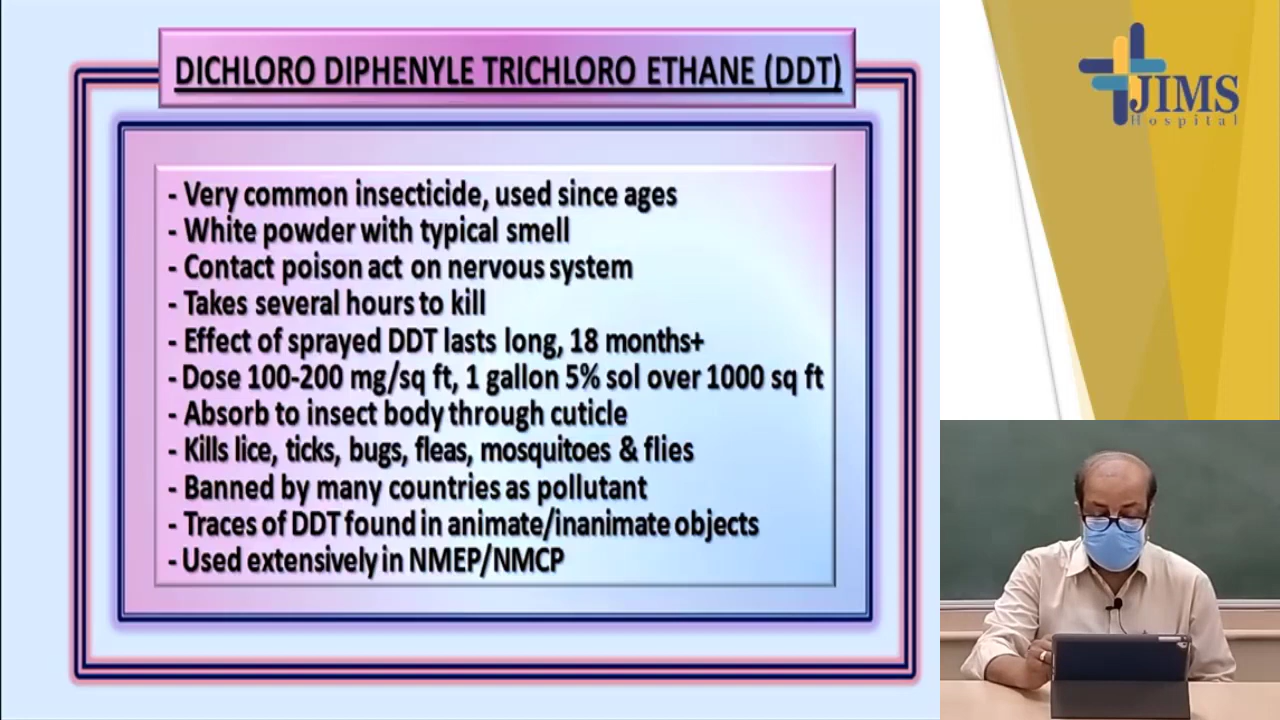 DICHLORO DIPHENYLE TRICHLORO ETHANE (DDT)
- Very common insecticide, used since ages
- White powder with typical smell
- Contact poison act on nervous system
- Takes several hours to kill
- Effect of sprayed DDT lasts long, 18 months+
- Dose 100-200 mg/sq ft, 1 gallon 5% sol over 1000 sq ft
- Absorb to insect body through cuticle
- Kills lice, ticks, bugs, fleas, mosquitoes & flies
- Banned by many countries as pollutant
- Traces of DDT found in animate/inanimate objects
- Used extensively in NMEP/NMCP
JIMS
Hospital